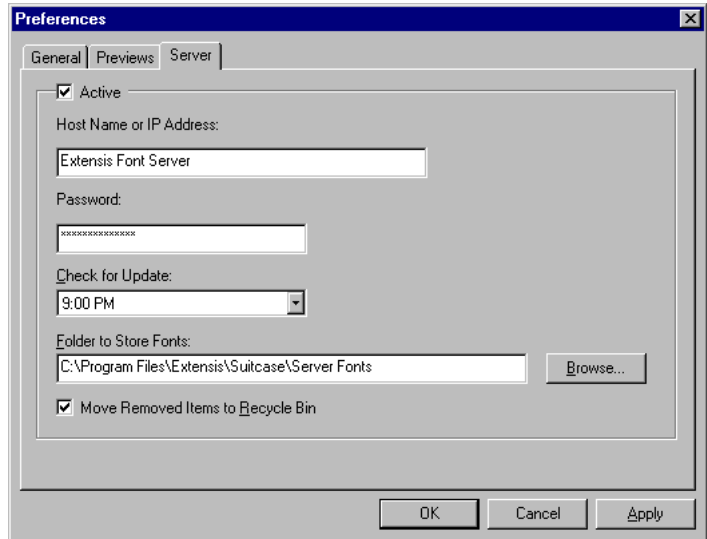 Preferences
General Previews Server
Active
Host Name or IP Address:
Extensis Font Server
Password:
××××××××××××××
Check for Update:
9:00 PM
Folder to Store Fonts:
C:\Program Files\Extensis\Suitcase\Server Fonts
Browse...
Move Removed Items to Recycle Bin
OK Cancel Apply